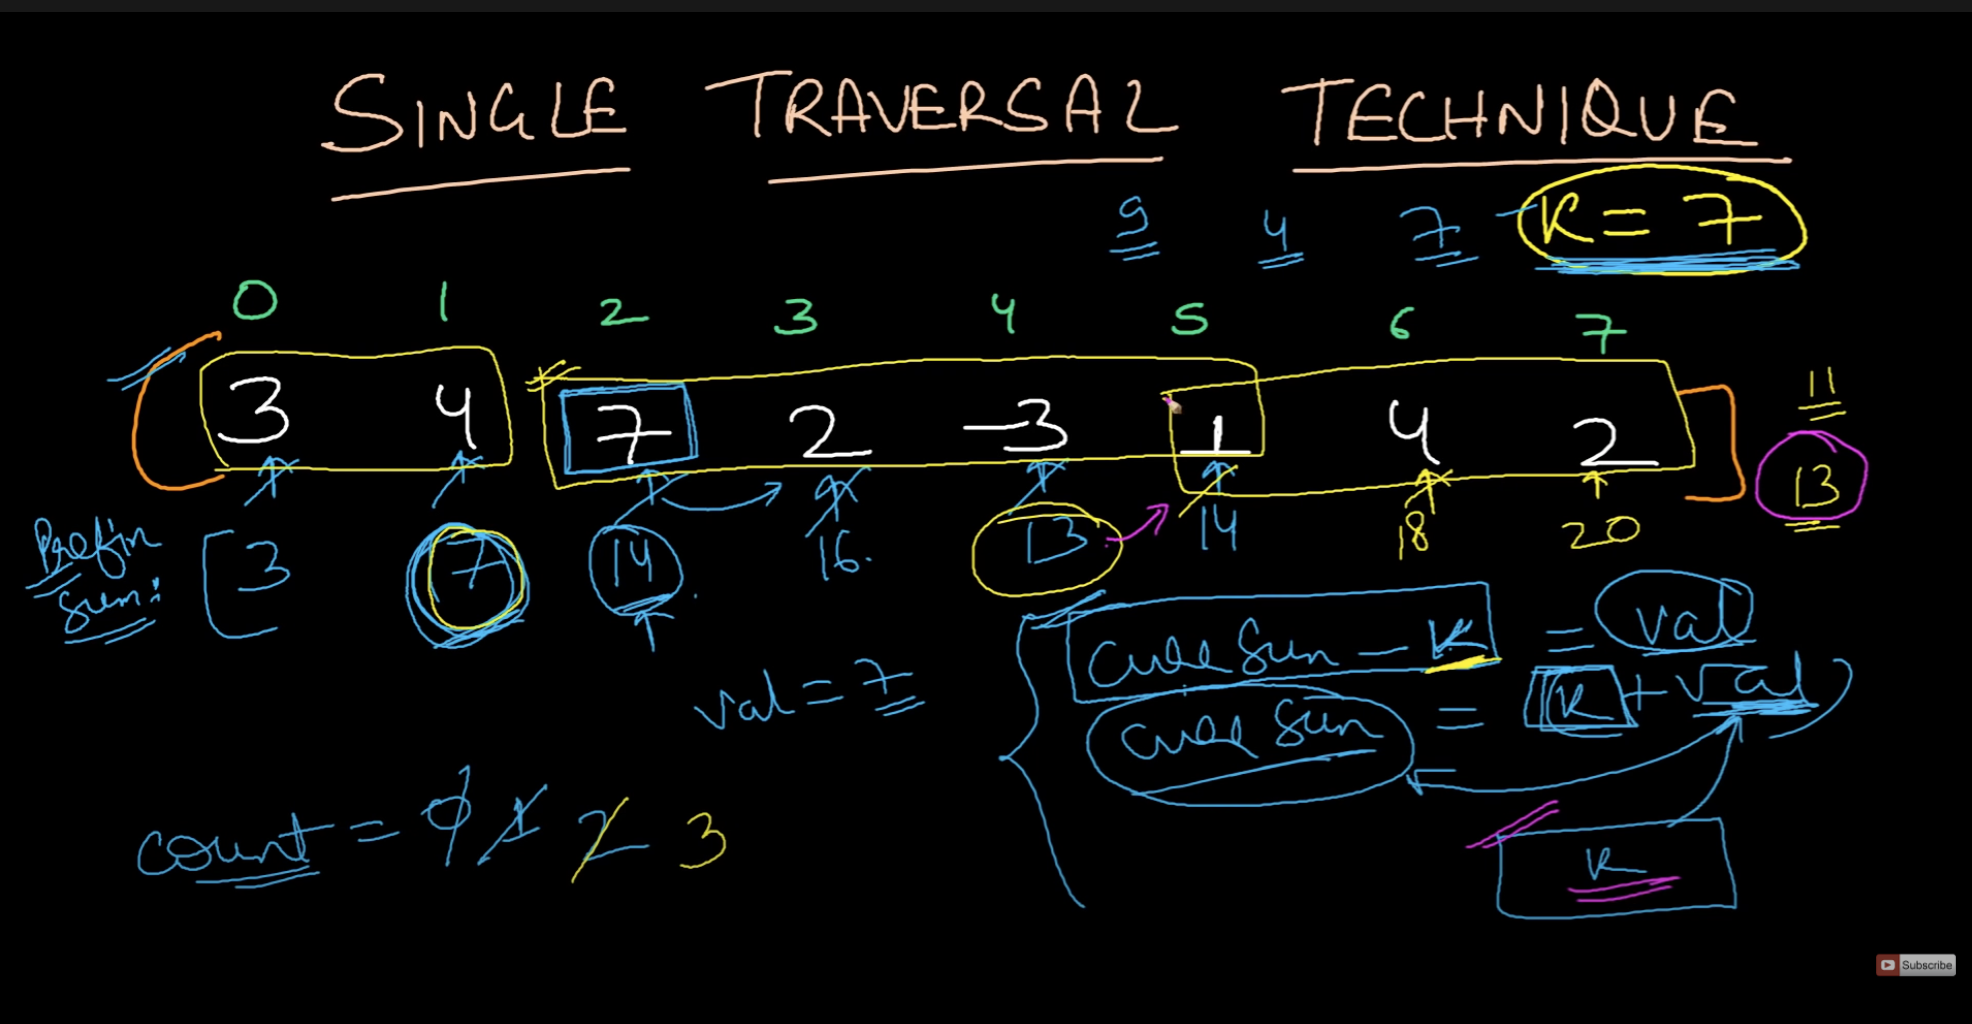 SINGLE TRAVERSAL TECHNIQUE
9 4 7 K = 7
0 1 2 3 4 5 6 7
3 4 7 2 -3 1 4 2
11
13
Prefix Sum: [ 3 7 14 16. 13 14 18 20
curr Sum - K = val
curr Sum = K + val
val = 7
count = 0 1 2 3
K
Subscribe